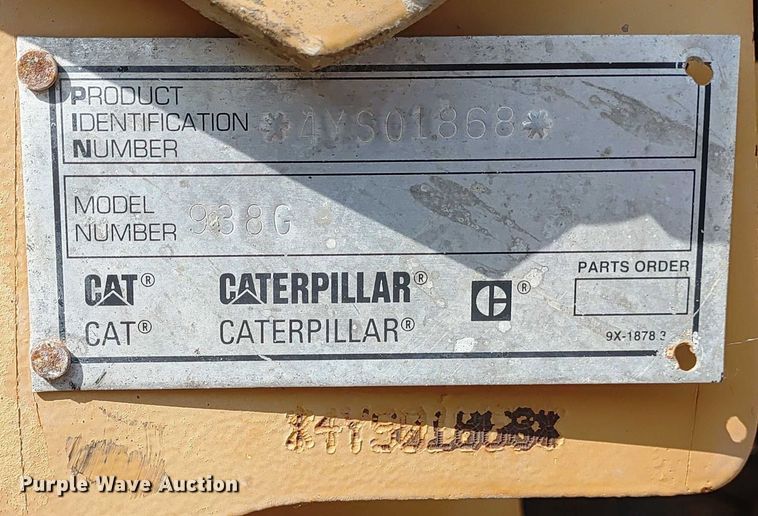 PRODUCT
IDENTIFICATION
NUMBER
*4YS01868*
MODEL
NUMBER
938G
CAT® CATERPILLAR® ®
CAT® CATERPILLAR®
PARTS ORDER
9X-1878 3
Purple Wave Auction